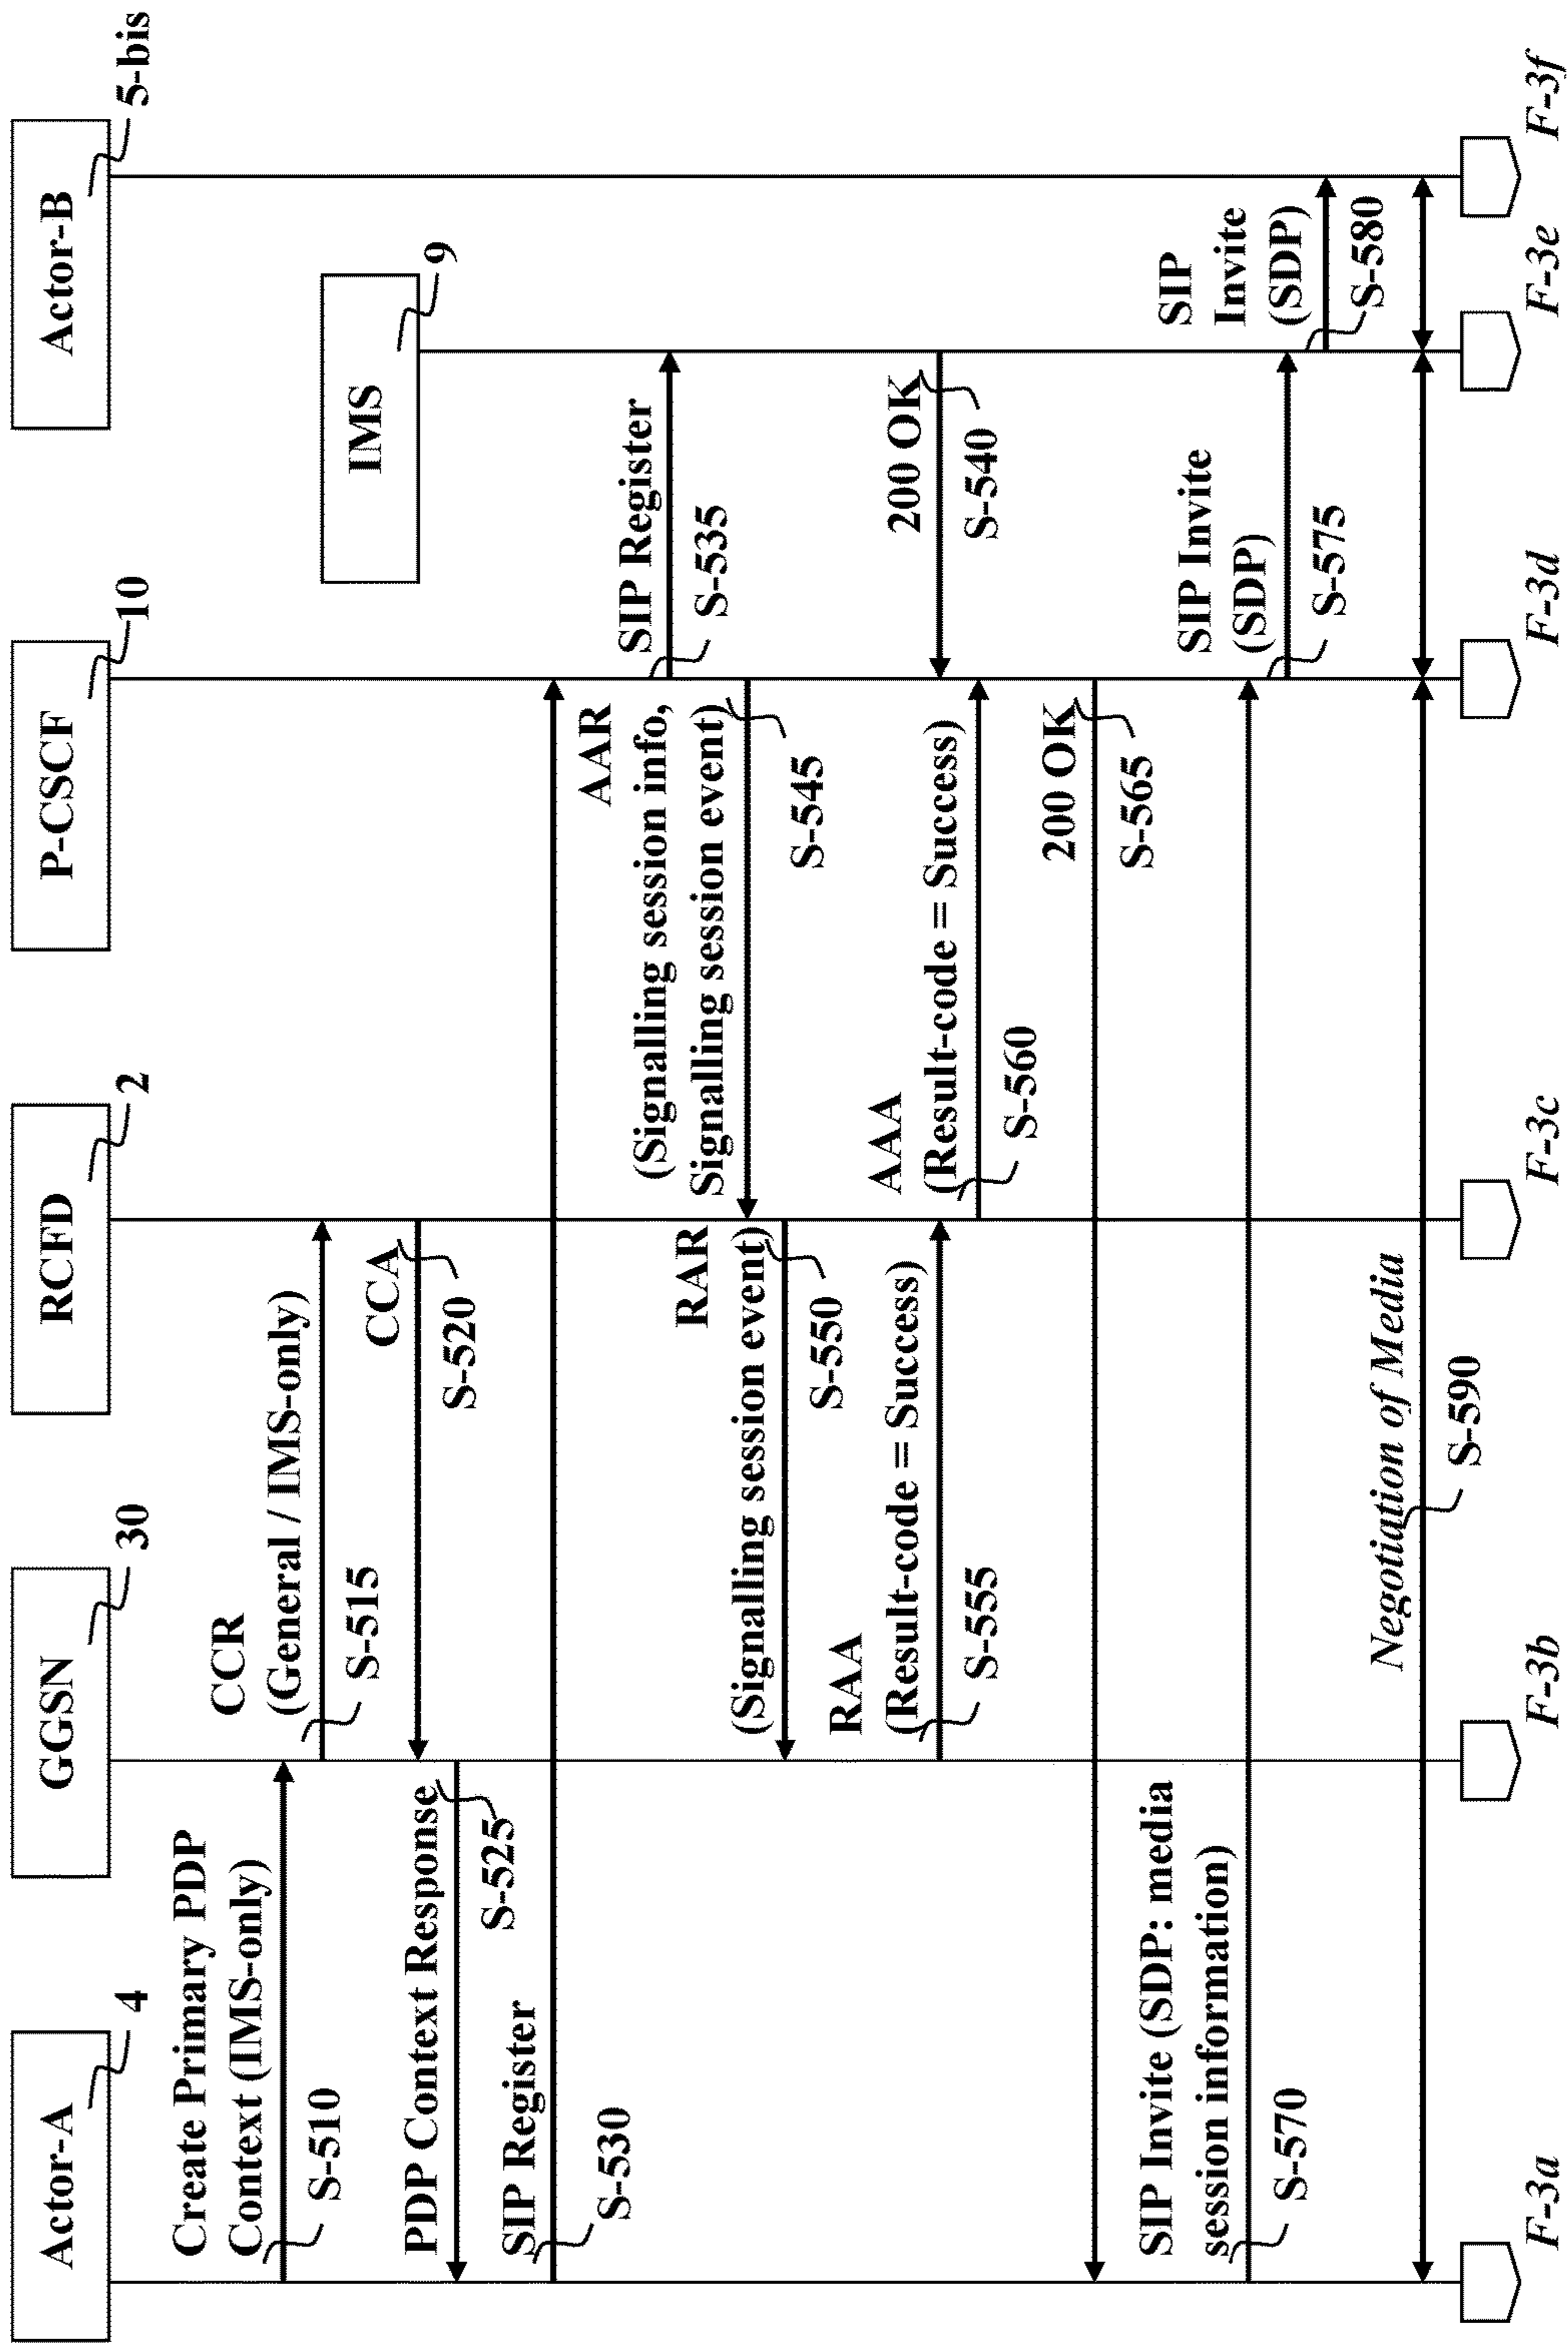 Actor-A
4
GGSN
30
RCFD
2
P-CSCF
10
IMS
9
Actor-B
5-bis
Create Primary PDP
Context (IMS-only)
S-510
CCR
(General / IMS-only)
S-515
CCA
S-520
PDP Context Response
S-525
SIP Register
S-530
SIP Register
S-535
AAR
(Signalling session info,
Signalling session event)
S-545
RAR
(Signalling session event)
S-550
RAA
(Result-code = Success)
S-555
200 OK
S-540
AAA
(Result-code = Success)
S-560
200 OK
S-565
SIP Invite (SDP: media
session information)
S-570
SIP Invite
(SDP)
S-575
SIP
Invite
(SDP)
S-580
Negotiation of Media
S-590
F-3a
F-3b
F-3c
F-3d
F-3e
F-3f